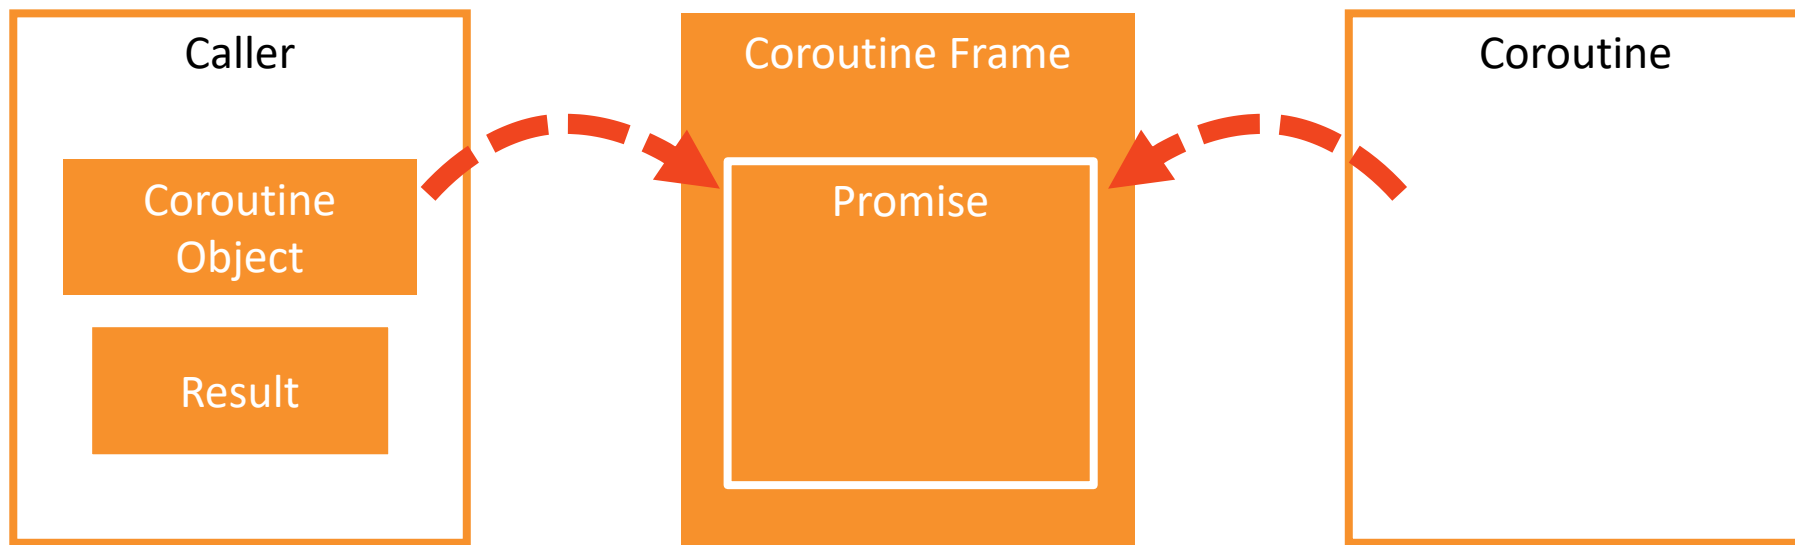 Caller
Coroutine
Object
Result
Coroutine Frame
Promise
Coroutine